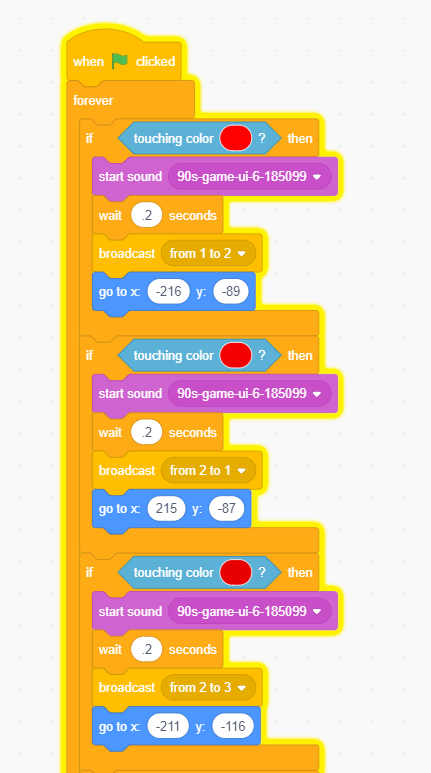 when clicked
forever
if touching color ? then
start sound 90s-game-ui-6-185099
wait .2 seconds
broadcast from 1 to 2
go to x: -216 y: -89
if touching color ? then
start sound 90s-game-ui-6-185099
wait .2 seconds
broadcast from 2 to 1
go to x: 215 y: -87
if touching color ? then
start sound 90s-game-ui-6-185099
wait .2 seconds
broadcast from 2 to 3
go to x: -211 y: -116